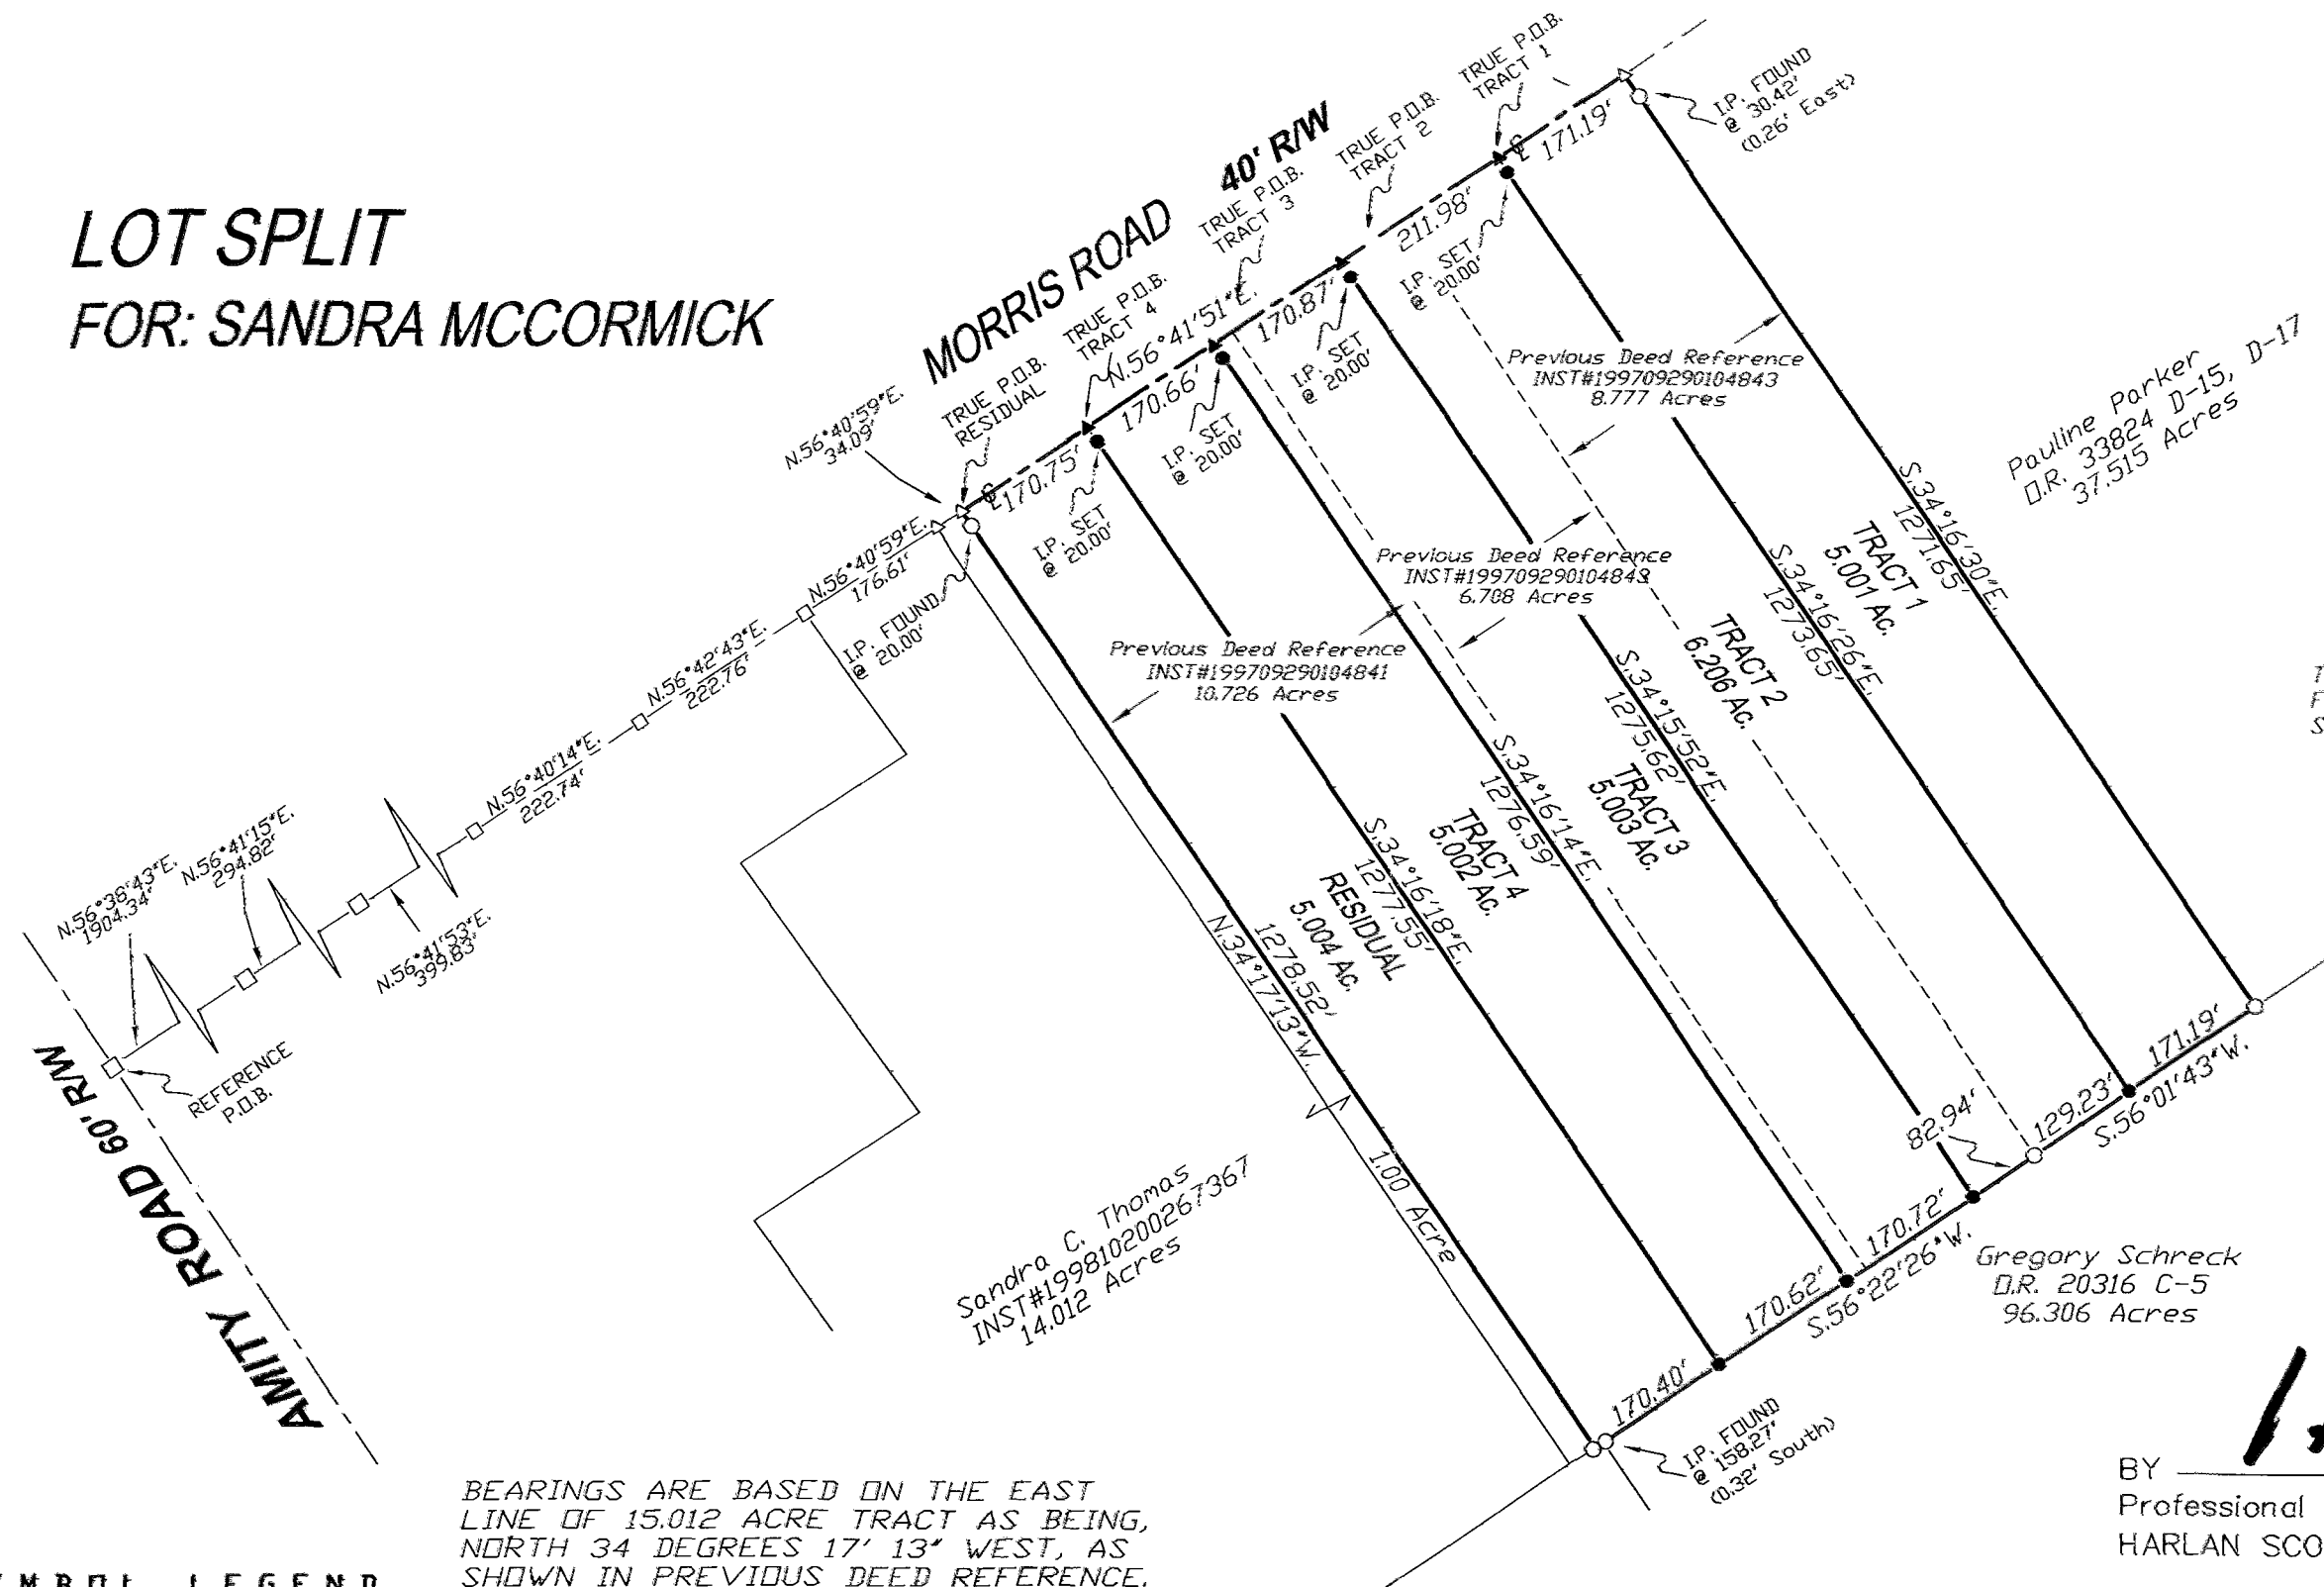 LOT SPLIT
FOR: SANDRA MCCORMICK
MORRIS ROAD 40' R/W
TRUE P.O.B.
TRACT 1
TRUE P.O.B.
TRACT 2
TRUE P.O.B.
TRACT 3
TRUE P.O.B.
TRACT 4
TRUE P.O.B.
RESIDUAL
I.P. FOUND
@ 30.42'
(0.26' East)
171.19'
211.98'
170.87'
N.56°41'51"E.
170.66'
170.75'
I.P. SET
@ 20.00'
I.P. SET
@ 20.00'
I.P. SET
@ 20.00'
I.P. SET
@ 20.00'
I.P. FOUND
@ 20.00'
N.56°40'59"E.
34.09'
N.56°40'59"E.
176.61'
N.56°42'43"E.
222.76'
N.56°40'14"E.
222.74'
N.56°41'53"E.
399.83'
N.56°41'15"E.
294.82'
N.56°38'43"E.
1904.34'
REFERENCE
P.O.B.
AMITY ROAD 60' R/W
Previous Deed Reference
INST#199709290104843
8.777 Acres
Previous Deed Reference
INST#199709290104843
6.708 Acres
Previous Deed Reference
INST#199709290104841
10.726 Acres
Pauline Parker
O.R. 33824 D-15, D-17
37.515 Acres
S.34°16'30"E.
1271.65'
TRACT 1
5.001 Ac.
S.34°16'26"E.
1273.65'
TRACT 2
6.206 Ac.
S.34°15'52"E.
1275.62'
TRACT 3
5.003 Ac.
S.34°16'14"E.
1276.59'
TRACT 4
5.002 Ac.
S.34°16'18"E.
1277.55'
RESIDUAL
5.004 Ac.
1278.52'
N.34°17'13"W.
1.00 Acre
Sandra C. Thomas
INST#199810200267367
14.012 Acres
171.19'
S.56°01'43"W.
129.23'
82.94'
170.72'
S.56°22'26"W.
170.62'
170.40'
I.P. FOUND
@ 158.27'
(0.32' South)
Gregory Schreck
O.R. 20316 C-5
96.306 Acres
BY
Professional
HARLAN SCO
BEARINGS ARE BASED ON THE EAST
LINE OF 15.012 ACRE TRACT AS BEING,
NORTH 34 DEGREES 17' 13" WEST, AS
SHOWN IN PREVIOUS DEED REFERENCE.
LEGEND